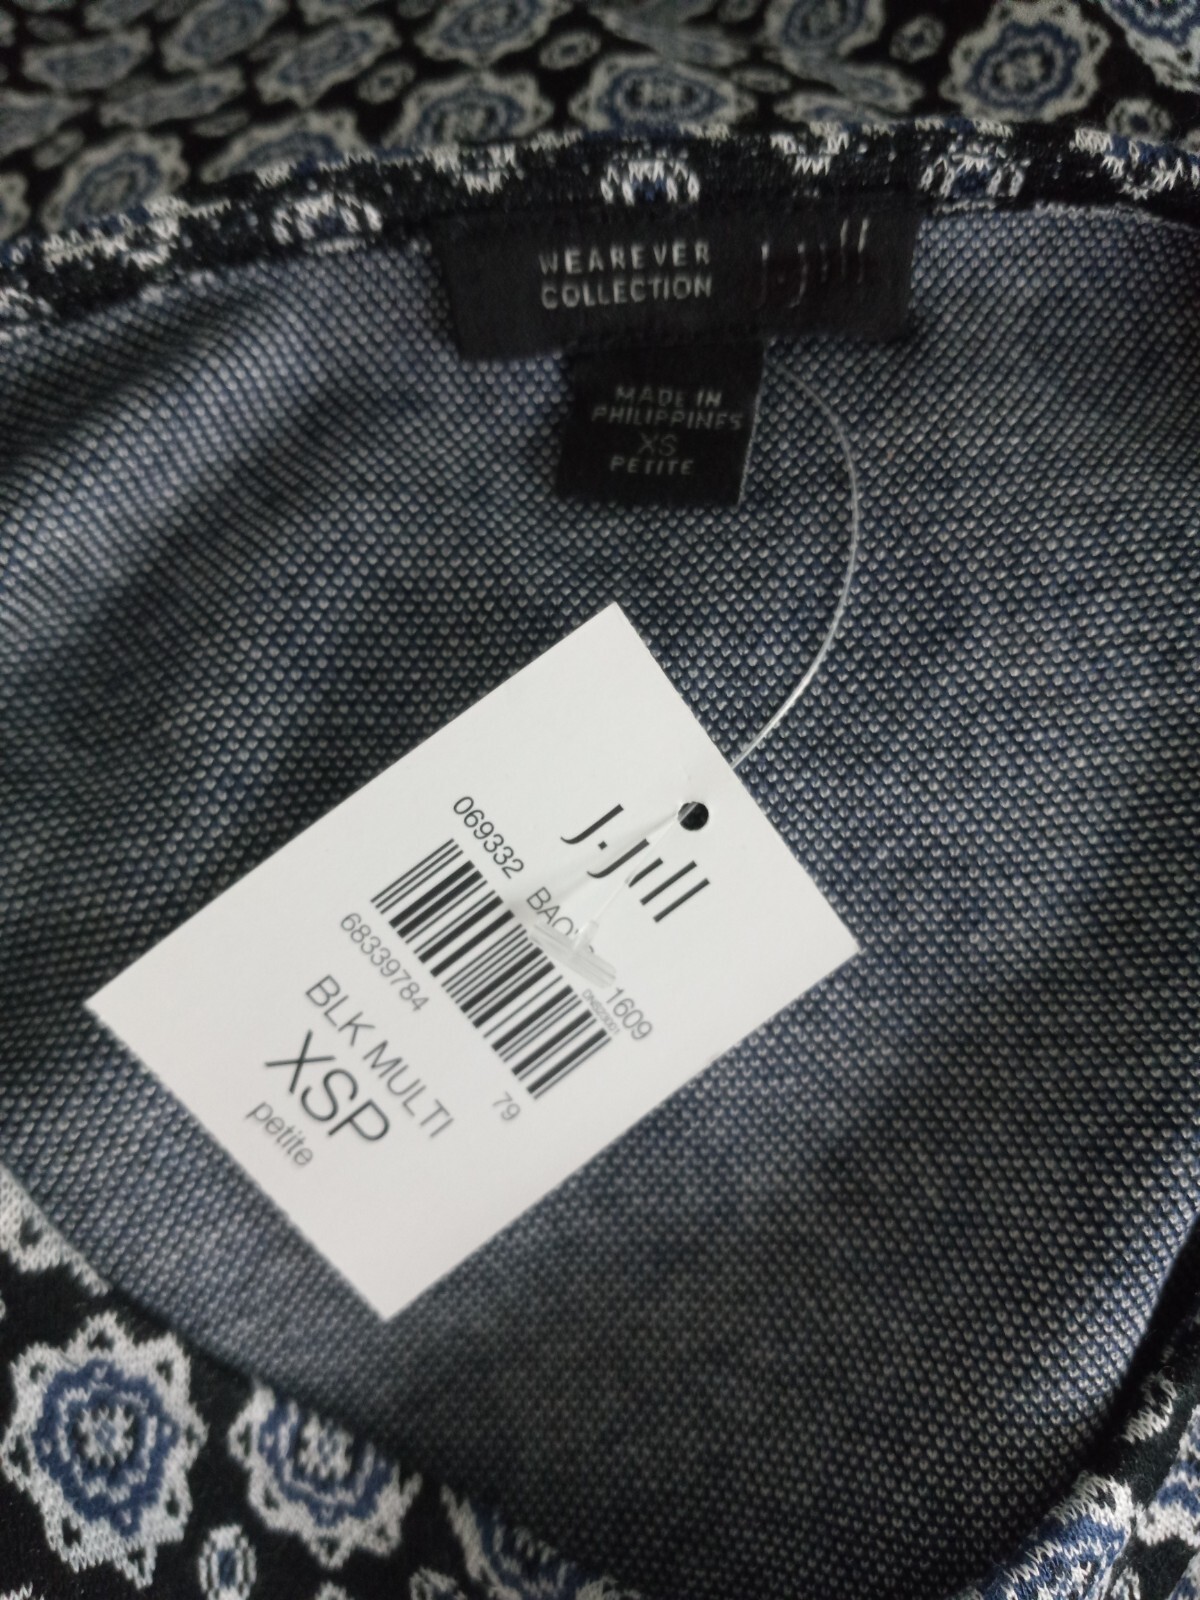 WEAREVER
COLLECTION
J.Jill
MADE IN
PHILIPPINES
XS
PETITE
J.Jill
069332 1609
68339784 79
BLK MULTI
XSP
petite